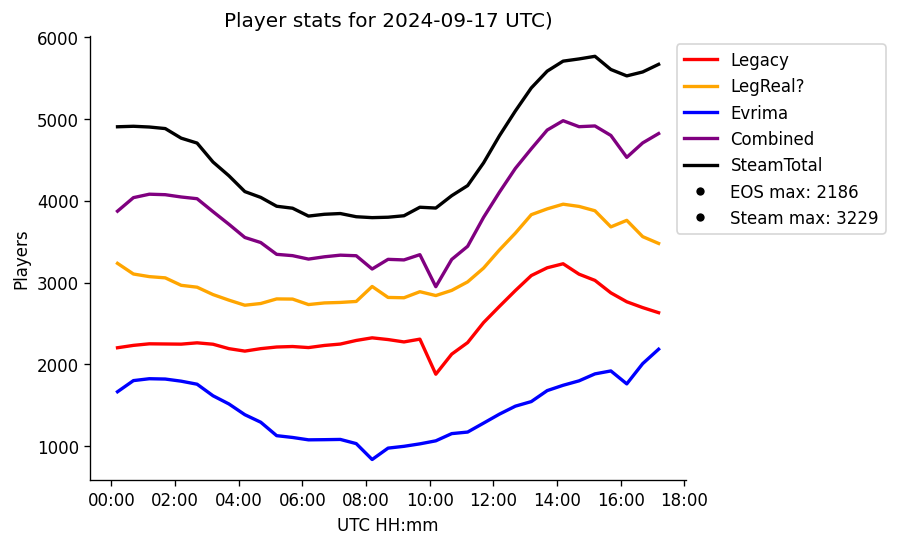 Player stats for 2024-09-17 UTC)
6000
5000
4000
3000
2000
1000
Players
00:00 02:00 04:00 06:00 08:00 10:00 12:00 14:00 16:00 18:00
UTC HH:mm
Legacy
LegReal?
Evrima
Combined
SteamTotal
EOS max: 2186
Steam max: 3229